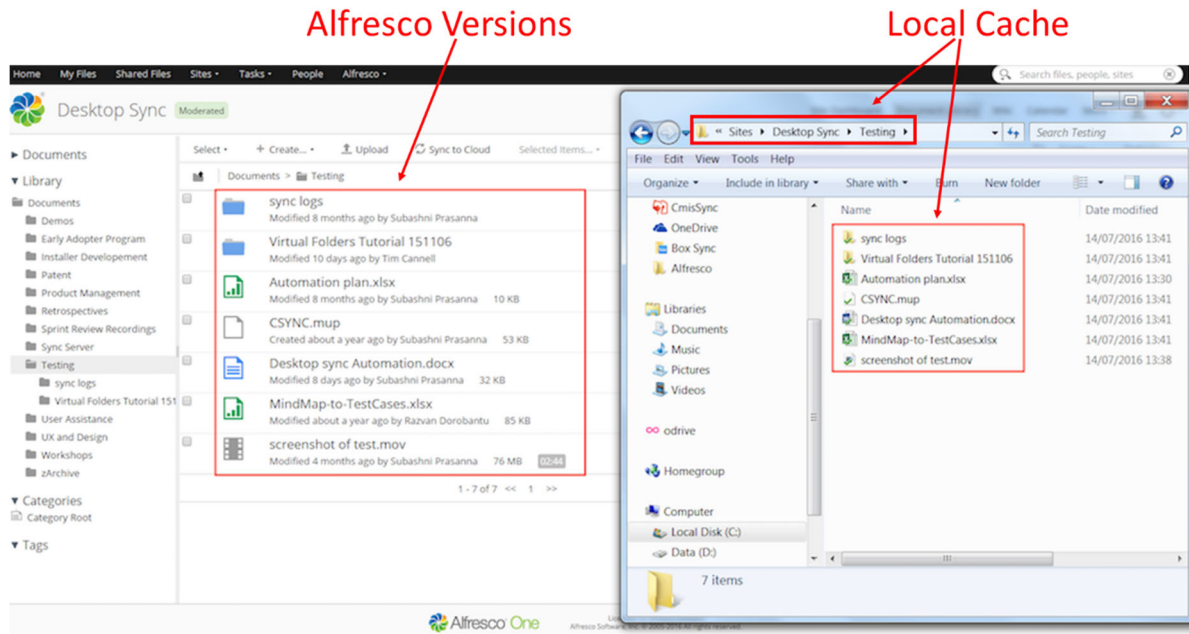 Alfresco Versions
Local Cache
Home My Files Shared Files Sites Tasks People Alfresco
Search files, people, sites
Desktop Sync Moderated
Documents
Library
Documents
Demos
Early Adopter Program
Installer Developement
Patent
Product Management
Retrospectives
Sprint Review Recordings
Sync Server
Testing
sync logs
Virtual Folders Tutorial 151
User Assistance
UX and Design
Workshops
zArchive
Categories
Category Root
Tags
Select + Create... Upload Sync to Cloud Selected Items...
Documents > Testing
sync logs
Modified 8 months ago by Subashni Prasanna
Virtual Folders Tutorial 151106
Modified 10 days ago by Tim Cannell
Automation plan.xlsx
Modified 8 months ago by Subashni Prasanna 10 KB
CSYNC.mup
Created about a year ago by Subashni Prasanna 53 KB
Desktop sync Automation.docx
Modified 8 days ago by Subashni Prasanna 32 KB
MindMap-to-TestCases.xlsx
Modified about a year ago by Razvan Dorobantu 85 KB
screenshot of test.mov
Modified 4 months ago by Subashni Prasanna 76 MB 02:44
1 - 7 of 7 << 1 >>
« Sites Desktop Sync Testing
Search Testing
File Edit View Tools Help
Organize Include in library Share with Burn New folder
CmisSync
OneDrive
Box Sync
Alfresco
Libraries
Documents
Music
Pictures
Videos
odrive
Homegroup
Computer
Local Disk (C:)
Data (D:)
Name Date modified
sync logs 14/07/2016 13:41
Virtual Folders Tutorial 151106 14/07/2016 13:41
Automation plan.xlsx 14/07/2016 13:30
CSYNC.mup 14/07/2016 13:41
Desktop sync Automation.docx 14/07/2016 13:41
MindMap-to-TestCases.xlsx 14/07/2016 13:41
screenshot of test.mov 14/07/2016 13:38
7 items
Alfresco One
Alfresco Software, Inc. © 2005-2016 All rights reserved.